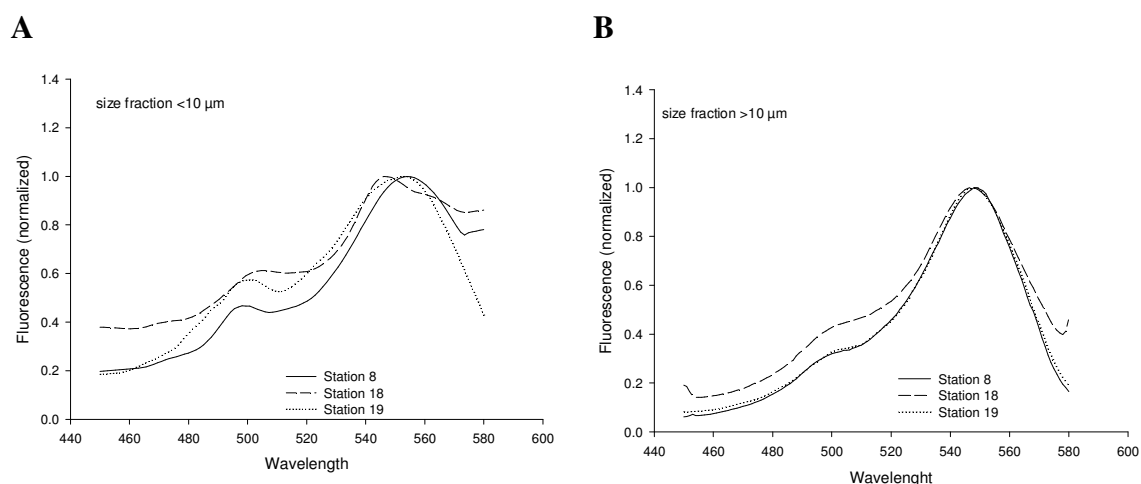 A
1.4
size fraction <10 µm
1.2
1.0
0.8
0.6
0.4
0.2
0.0
Fluorescence (normalized)
Station 8
Station 18
Station 19
440 460 480 500 520 540 560 580 600
Wavelength
B
1.4
size fraction >10 µm
1.2
1.0
0.8
0.6
0.4
0.2
0.0
Fluorescence (normalized)
Station 8
Station 18
Station 19
440 460 480 500 520 540 560 580 600
Wavelenght